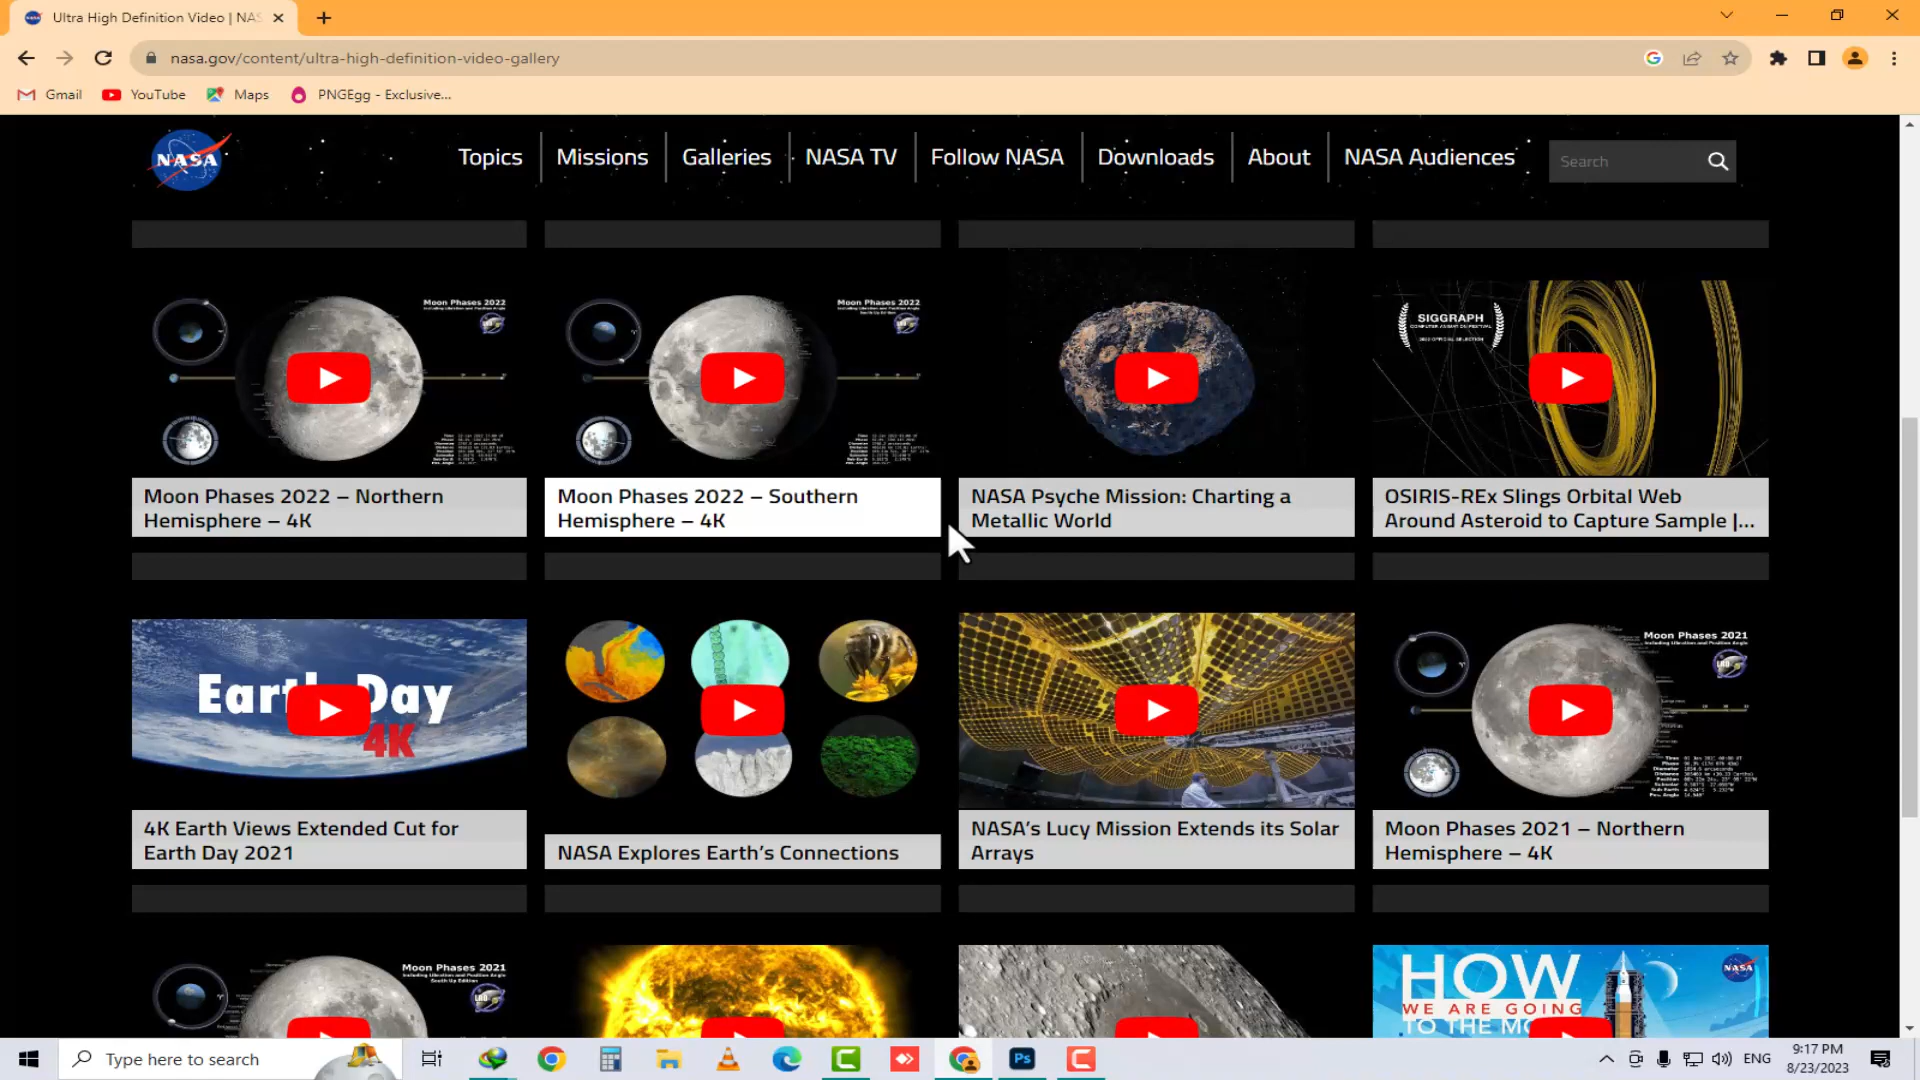 Ultra High Definition Video | NAS
nasa.gov/content/ultra-high-definition-video-gallery
Gmail
YouTube
Maps
PNGEgg - Exclusive...
NASA
Topics
Missions
Galleries
NASA TV
Follow NASA
Downloads
About
NASA Audiences
Search
Moon Phases 2022
Moon Phases 2022
SIGGRAPH
Moon Phases 2022 – Northern
Hemisphere – 4K
Moon Phases 2022 – Southern
Hemisphere – 4K
NASA Psyche Mission: Charting a
Metallic World
OSIRIS-REx Slings Orbital Web
Around Asteroid to Capture Sample |...
Earth Day
4K
Moon Phases 2021
4K Earth Views Extended Cut for
Earth Day 2021
NASA Explores Earth's Connections
NASA's Lucy Mission Extends its Solar
Arrays
Moon Phases 2021 – Northern
Hemisphere – 4K
Moon Phases 2021
HOW
WE ARE GOING
TO THE MO
NASA
Type here to search
Ps
ENG
9:17 PM
8/23/2023